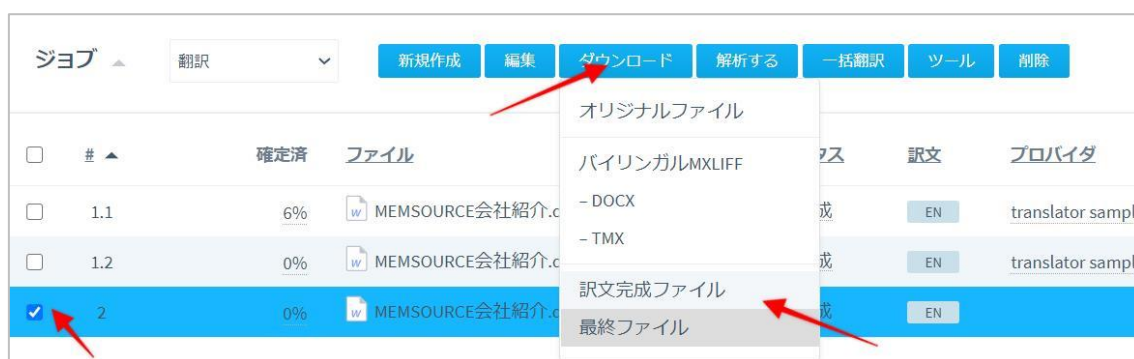 ジョブ 翻訳 新規作成 編集 ダウンロード 解析する 一括翻訳 ツール 削除
オリジナルファイル
# 確定済 ファイル バイリンガルMXLIFF タス 訳文 プロバイダ
– DOCX
1.1 6% MEMSOURCE会社紹介.c 成 EN translator sampl
– TMX
1.2 0% MEMSOURCE会社紹介.c 成 EN translator sampl
訳文完成ファイル
2 0% MEMSOURCE会社紹介.c 成 EN
最終ファイル